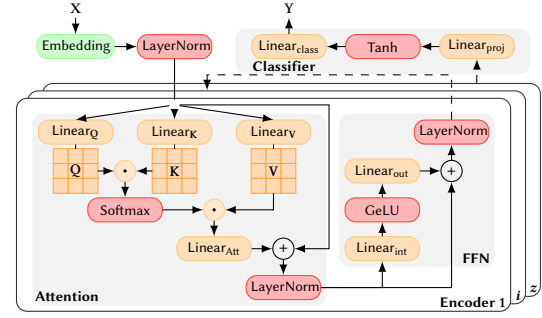 X
Y
Embedding
LayerNorm
Linear_class
Tanh
Linear_proj
Classifier
Linear_Q
Linear_K
Linear_V
LayerNorm
Q
K
V
Linear_out
+
Softmax
GeLU
Linear_Att
+
Linear_int
FFN
LayerNorm
Attention
Encoder 1
i
z